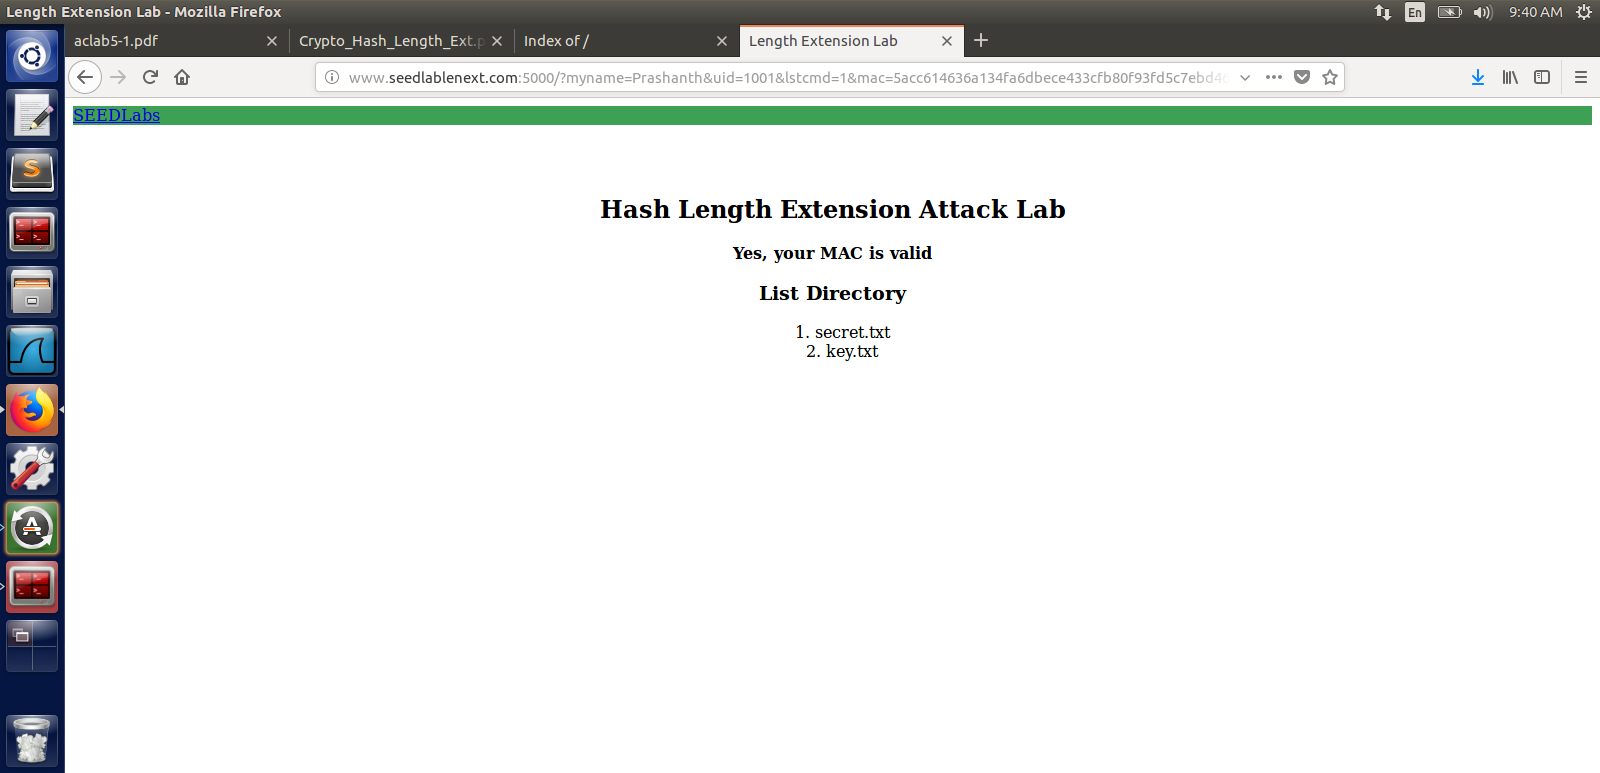 Length Extension Lab - Mozilla Firefox
En
9:40 AM
aclab5-1.pdf
Crypto_Hash_Length_Ext.p
Index of /
Length Extension Lab
www.seedlablenext.com:5000/?myname=Prashanth&uid=1001&lstcmd=1&mac=5acc614636a134fa6dbece433cfb80f93fd5c7ebd4
SEEDLabs
Hash Length Extension Attack Lab
Yes, your MAC is valid
List Directory
1. secret.txt
2. key.txt